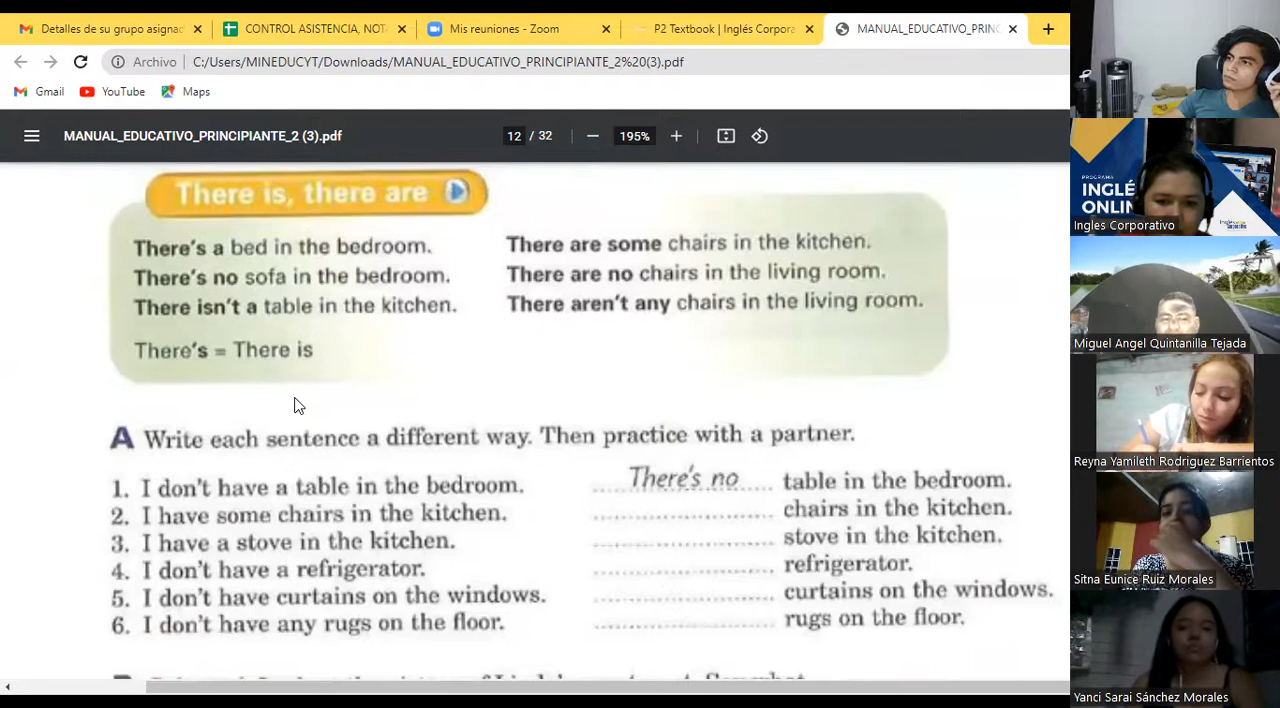 Detalles de su grupo asignac
CONTROL ASISTENCIA, NOT
Mis reuniones - Zoom
P2 Textbook | Inglés Corpora
MANUAL_EDUCATIVO_PRINC
Archivo
C:/Users/MINEDUCYT/Downloads/MANUAL_EDUCATIVO_PRINCIPIANTE_2%20(3).pdf
Gmail
YouTube
Maps
MANUAL_EDUCATIVO_PRINCIPIANTE_2 (3).pdf
12 / 32
195%
There is, there are
There's a bed in the bedroom.
There's no sofa in the bedroom.
There isn't a table in the kitchen.
There's = There is
There are some chairs in the kitchen.
There are no chairs in the living room.
There aren't any chairs in the living room.
A Write each sentence a different way. Then practice with a partner.
1. I don't have a table in the bedroom. There's no table in the bedroom.
2. I have some chairs in the kitchen. chairs in the kitchen.
3. I have a stove in the kitchen. stove in the kitchen.
4. I don't have a refrigerator. refrigerator.
5. I don't have curtains on the windows. curtains on the windows.
6. I don't have any rugs on the floor. rugs on the floor.
PROGRAMA
INGLÉ
ONLIN
Ingles Corporativo
Miguel Angel Quintanilla Tejada
Reyna Yamileth Rodriguez Barrientos
Sitna Eunice Ruiz Morales
Yanci Sarai Sánchez Morales